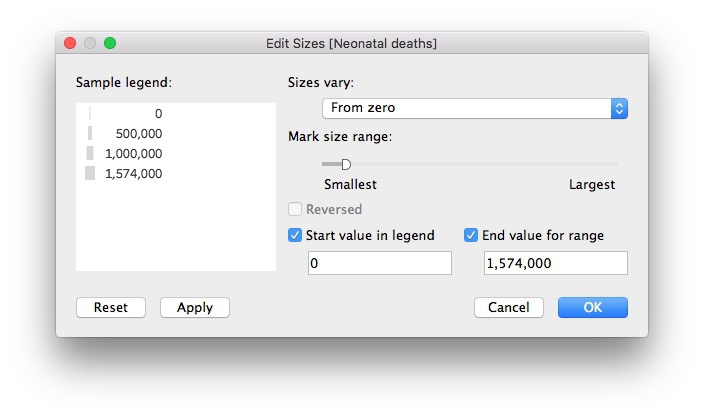 Edit Sizes [Neonatal deaths]
Sample legend:
0
500,000
1,000,000
1,574,000
Sizes vary:
From zero
Mark size range:
Smallest Largest
Reversed
Start value in legend End value for range
0 1,574,000
Reset Apply Cancel OK